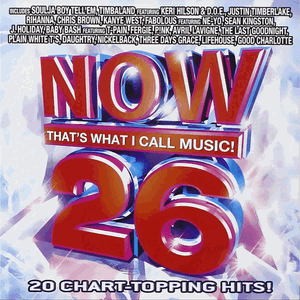 INCLUDES SOULJA BOY TELL'EM, TIMBALAND FEATURING KERI HILSON & D.O.E., JUSTIN TIMBERLAKE,
RIHANNA, CHRIS BROWN, KANYE WEST, FABOLOUS FEATURING NE-YO, SEAN KINGSTON,
J. HOLIDAY, BABY BASH FEATURING T-PAIN, FERGIE, P!NK, AVRIL LAVIGNE, THE LAST GOODNIGHT,
PLAIN WHITE T'S, DAUGHTRY, NICKELBACK, THREE DAYS GRACE, LIFEHOUSE, GOOD CHARLOTTE
NOW
THAT'S WHAT I CALL MUSIC!
26
20 CHART-TOPPING HITS!